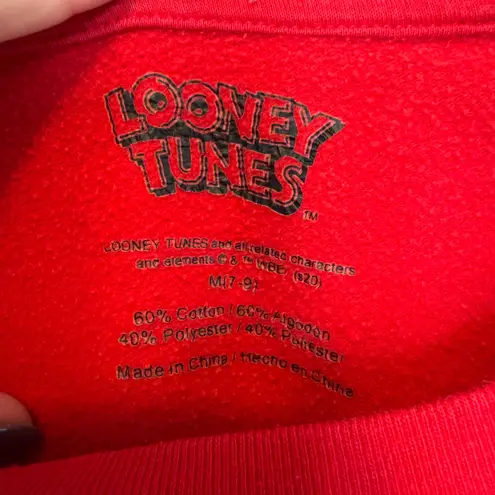 LOONEY
TUNES
TM
LOONEY TUNES and all related characters
and elements © & ™ WBEI (s20)
M(7-9)
60% Cotton / 60% Algodon
40% Polyester / 40% Poliester
Made in China / Hecho en China